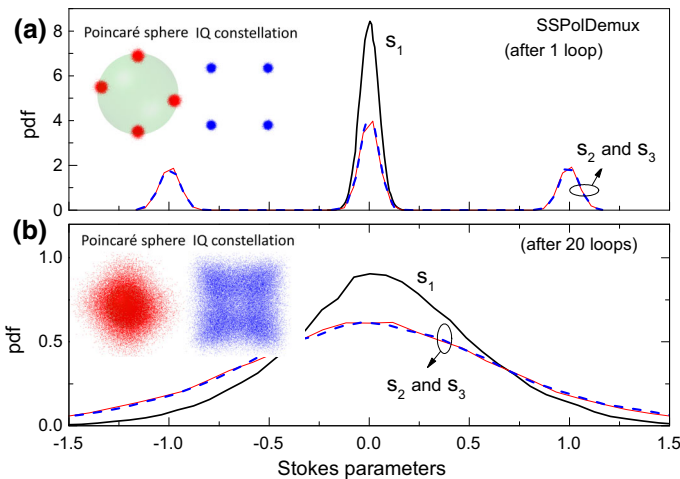 (a) Poincaré sphere IQ constellation
SSPolDemux
(after 1 loop)
s1
s2 and s3
pdf
8
6
4
2
0
(b) Poincaré sphere IQ constellation
(after 20 loops)
s1
s2 and s3
pdf
1.0
0.5
0.0
-1.5 -1.0 -0.5 0.0 0.5 1.0 1.5
Stokes parameters